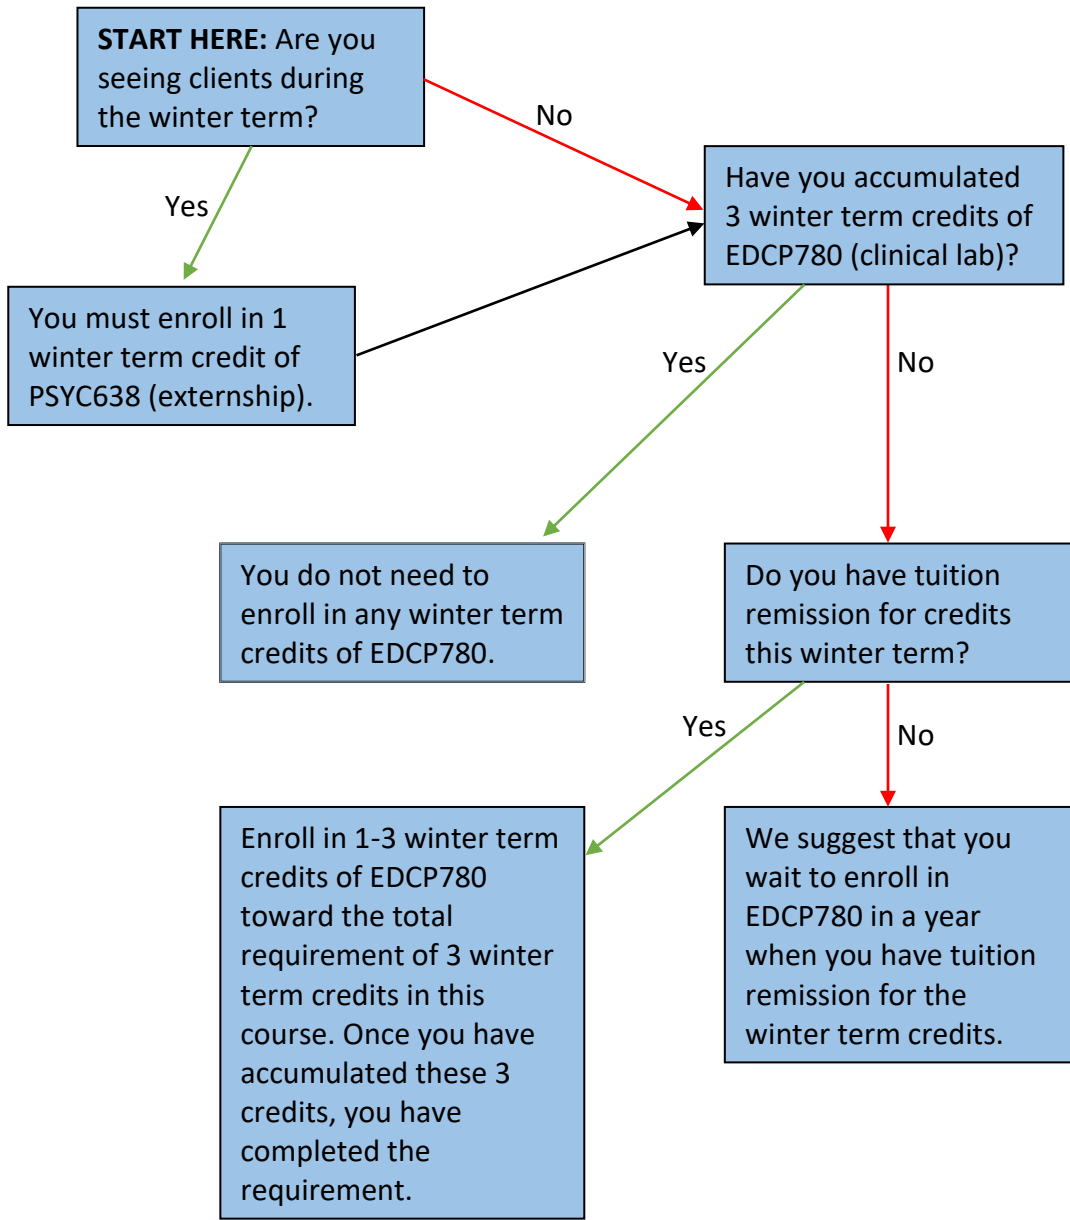 START HERE: Are you
seeing clients during
the winter term?
No
Yes
Have you accumulated
3 winter term credits of
EDCP780 (clinical lab)?
You must enroll in 1
winter term credit of
PSYC638 (externship).
Yes
No
You do not need to
enroll in any winter term
credits of EDCP780.
Do you have tuition
remission for credits
this winter term?
Yes
No
Enroll in 1-3 winter term
credits of EDCP780
toward the total
requirement of 3 winter
term credits in this
course. Once you have
accumulated these 3
credits, you have
completed the
requirement.
We suggest that you
wait to enroll in
EDCP780 in a year
when you have tuition
remission for the
winter term credits.